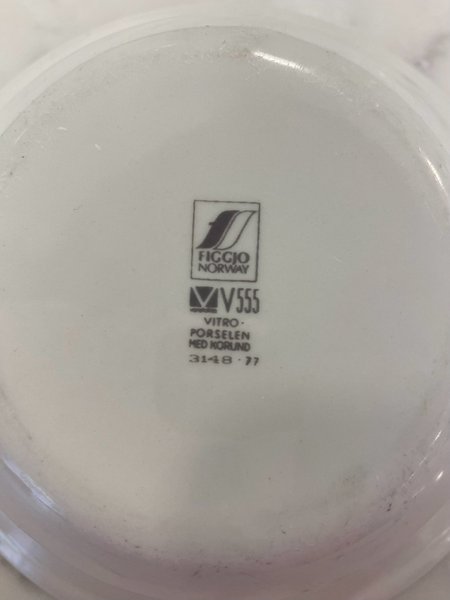 FIGGJO
NORWAY
V555
VITRO-
PORSELEN
MED KORUND
3148 · 77